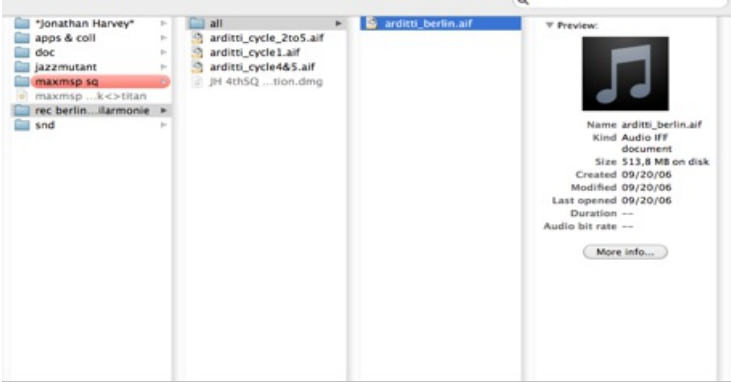 *Jonathan Harvey*
apps & coll
doc
jazzmutant
maxmsp sq
maxmsp ...k<>titan
rec berlin...ilarmonie
snd
all
arditti_cycle_2to5.aif
arditti_cycle1.aif
arditti_cycle4&5.aif
JH 4thSQ ...tion.dmg
arditti_berlin.aif
Preview:
Name arditti_berlin.aif
Kind Audio IFF
document
Size 513,8 MB on disk
Created 09/20/06
Modified 09/20/06
Last opened 09/20/06
Duration --
Audio bit rate --
More info...